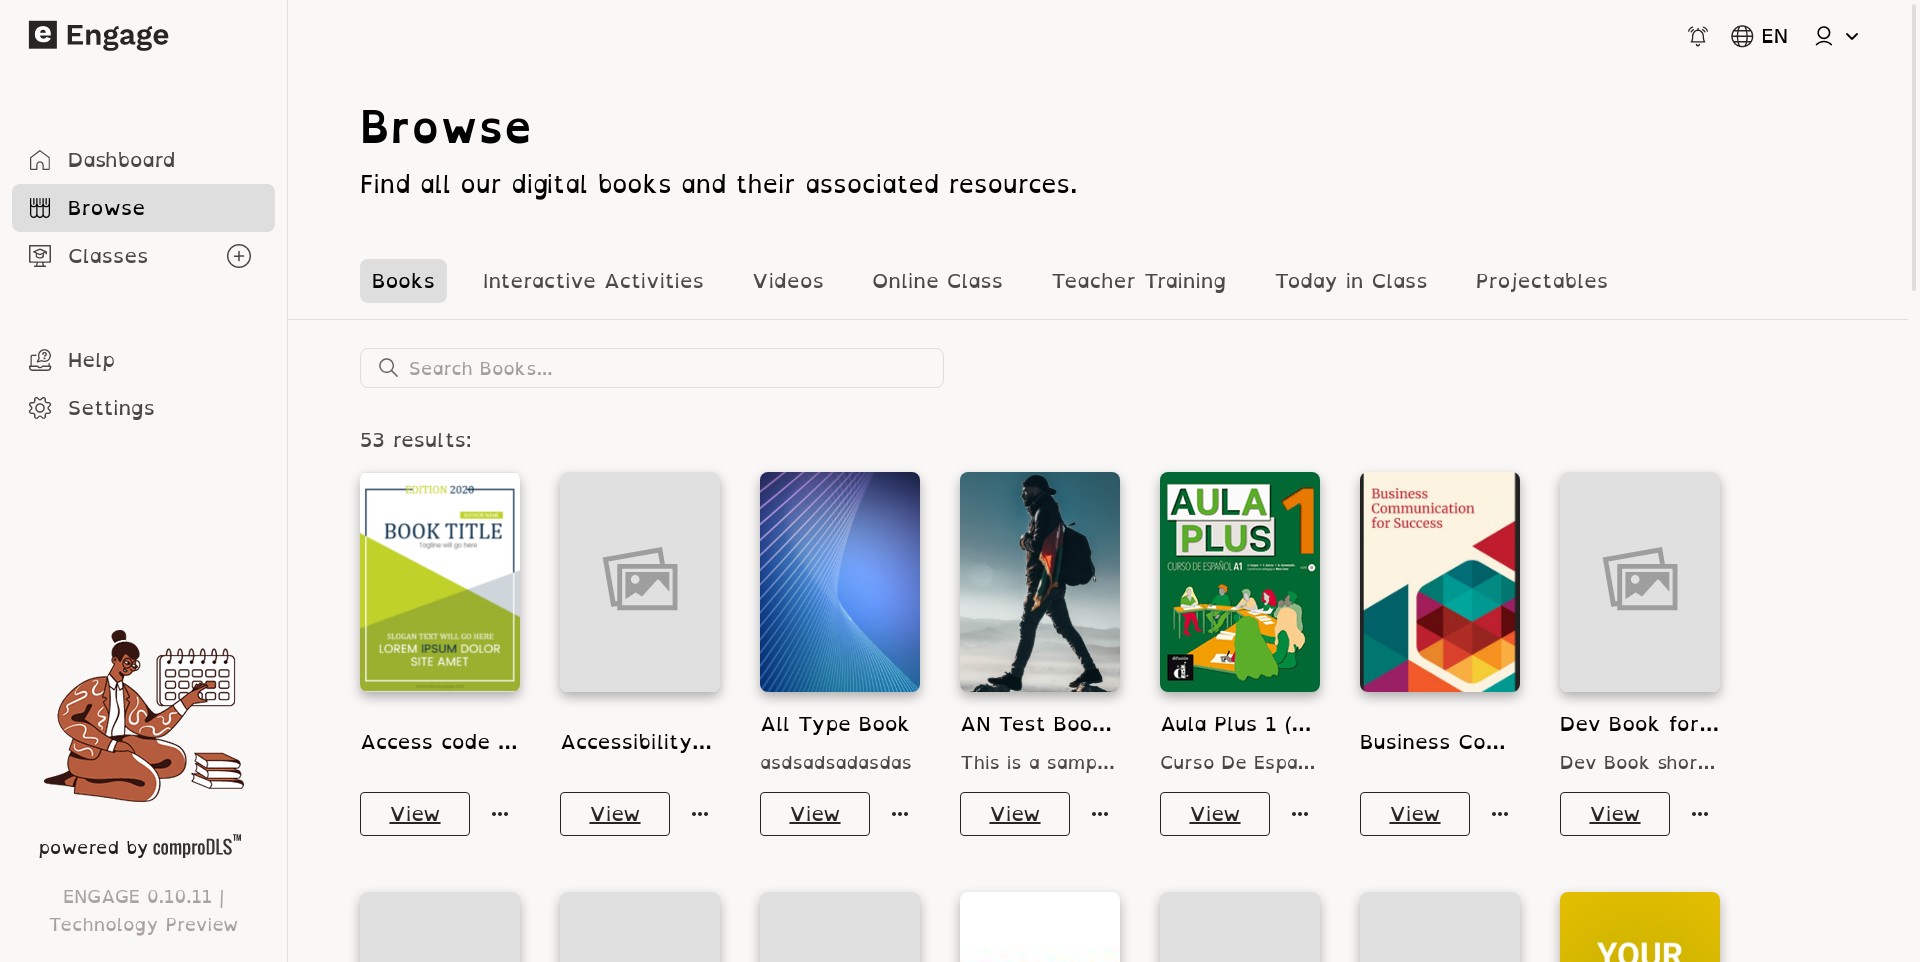 Engage
EN
Dashboard
Browse
Classes
Help
Settings
powered by comproDLS™
ENGAGE 0.10.11 |
Technology Preview
Browse
Find all our digital books and their associated resources.
Books
Interactive Activities
Videos
Online Class
Teacher Training
Today in Class
Projectables
Search Books...
53 results:
EDITION 2020
AUTHOR NAME
BOOK TITLE
Tagline will go here
SLOGAN TEXT WILL GO HERE
LOREM IPSUM DOLOR
SITE AMET
AULA
PLUS 1
CURSO DE ESPAÑOL A1
Business
Communication
for Success
Access code ...
Accessibility...
All Type Book
asdsadsadasdas
AN Test Boo...
This is a samp...
Aula Plus 1 (...
Curso De Espa...
Business Co...
Dev Book for...
Dev Book shor...
View
View
View
View
View
View
View
YOUR